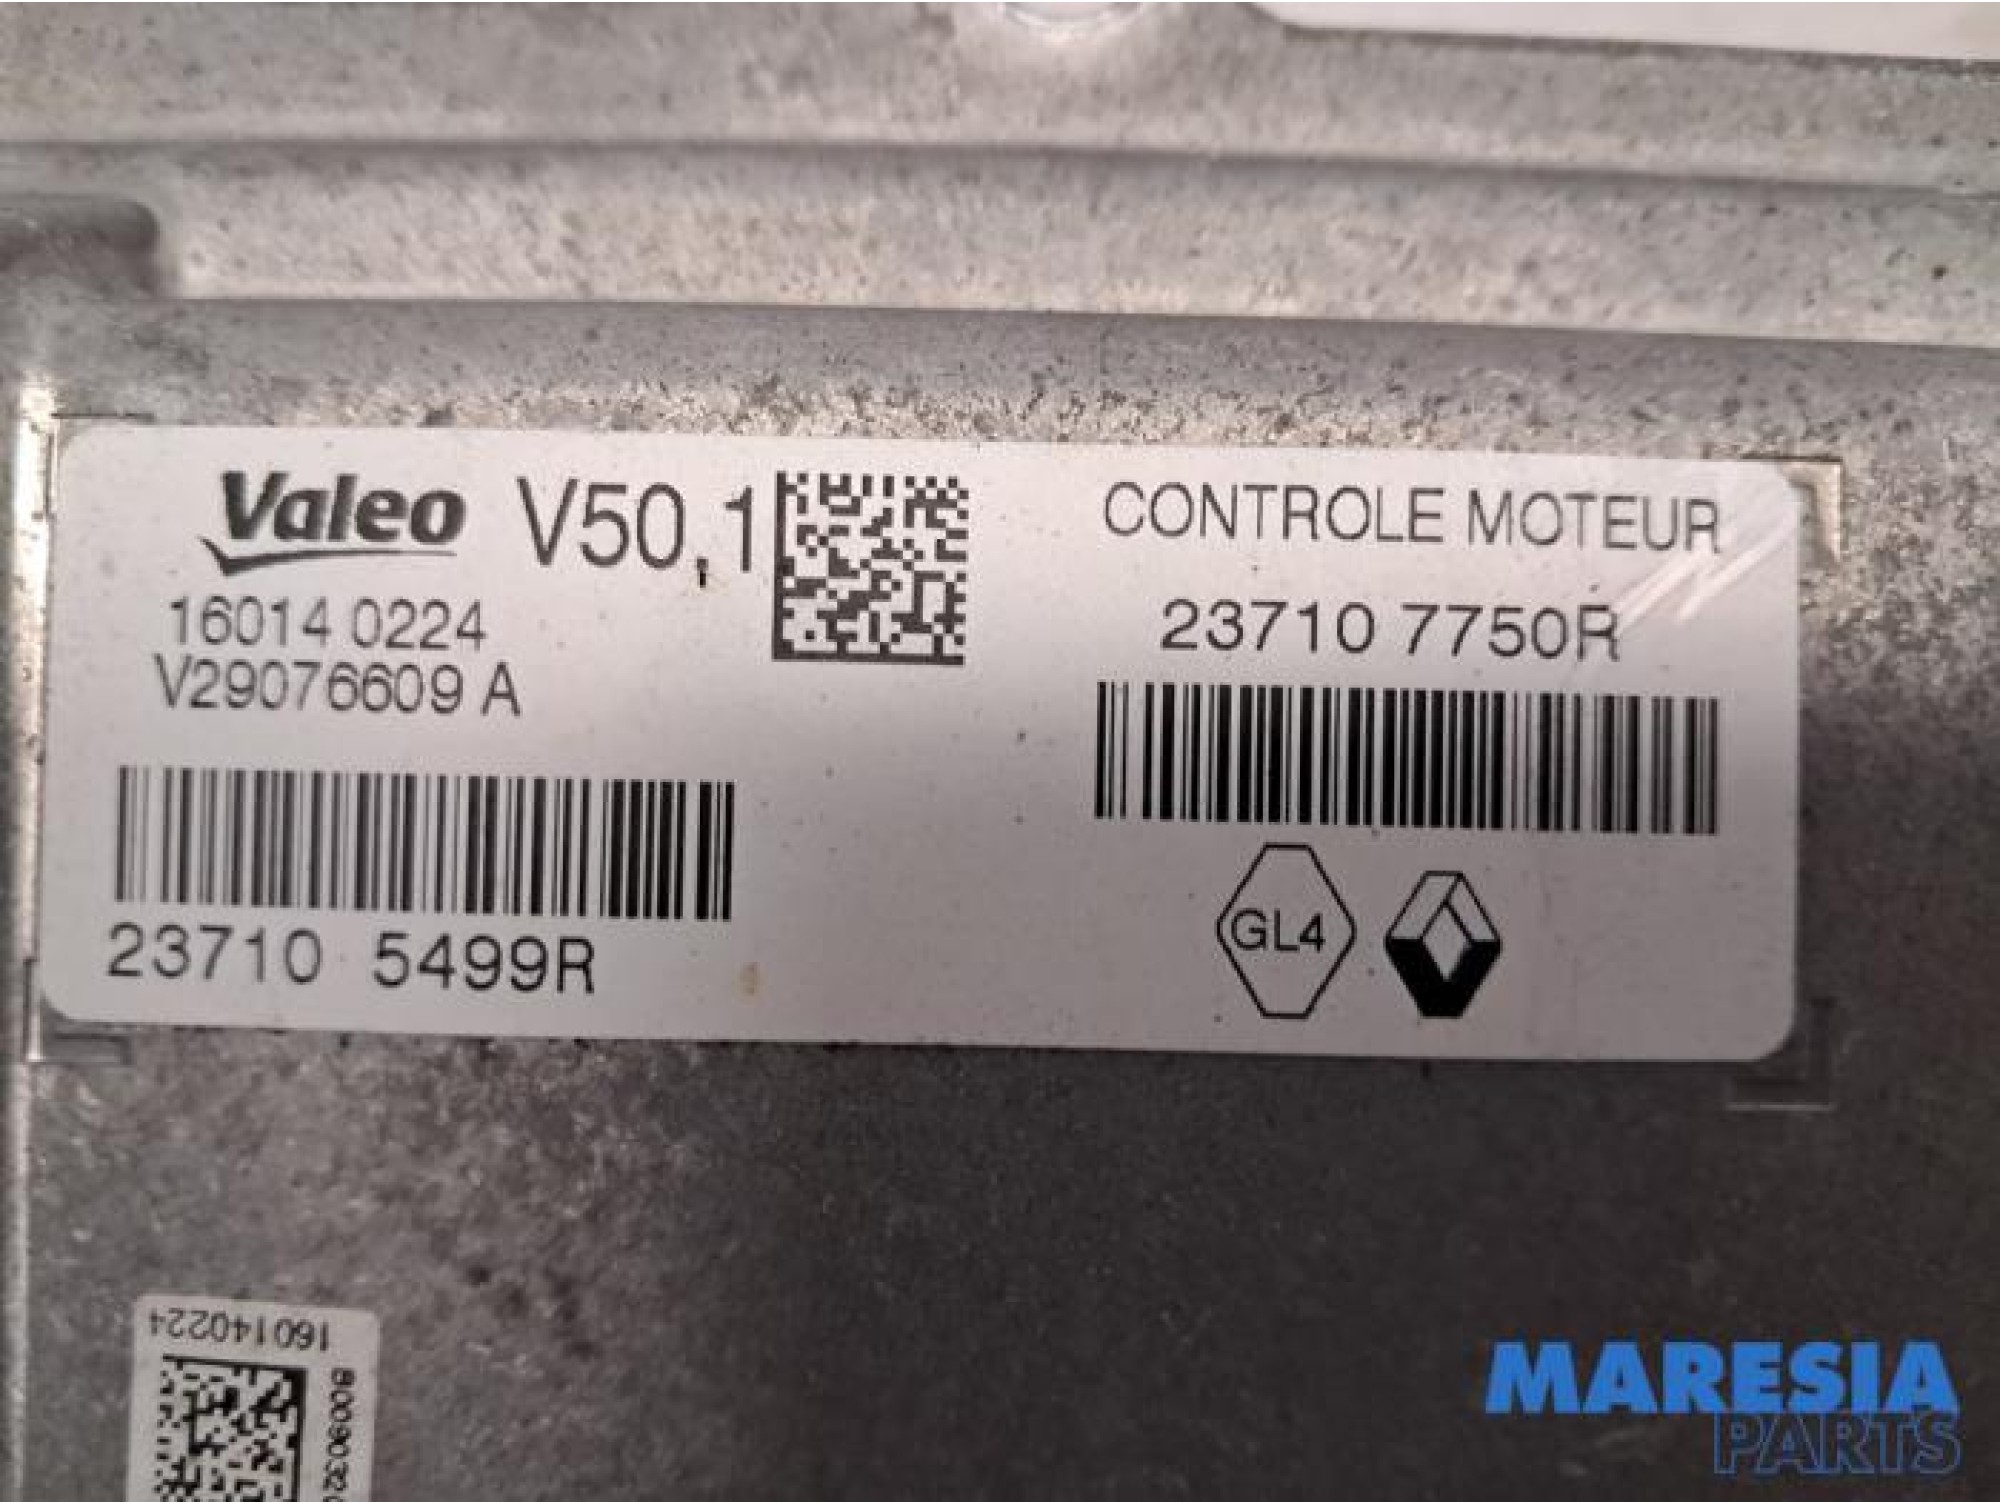 Valeo V50,1
16014 0224
V29076609 A
23710 5499R
CONTROLE MOTEUR
23710 7750R
GL4
160140224
MARESIA
PARTS